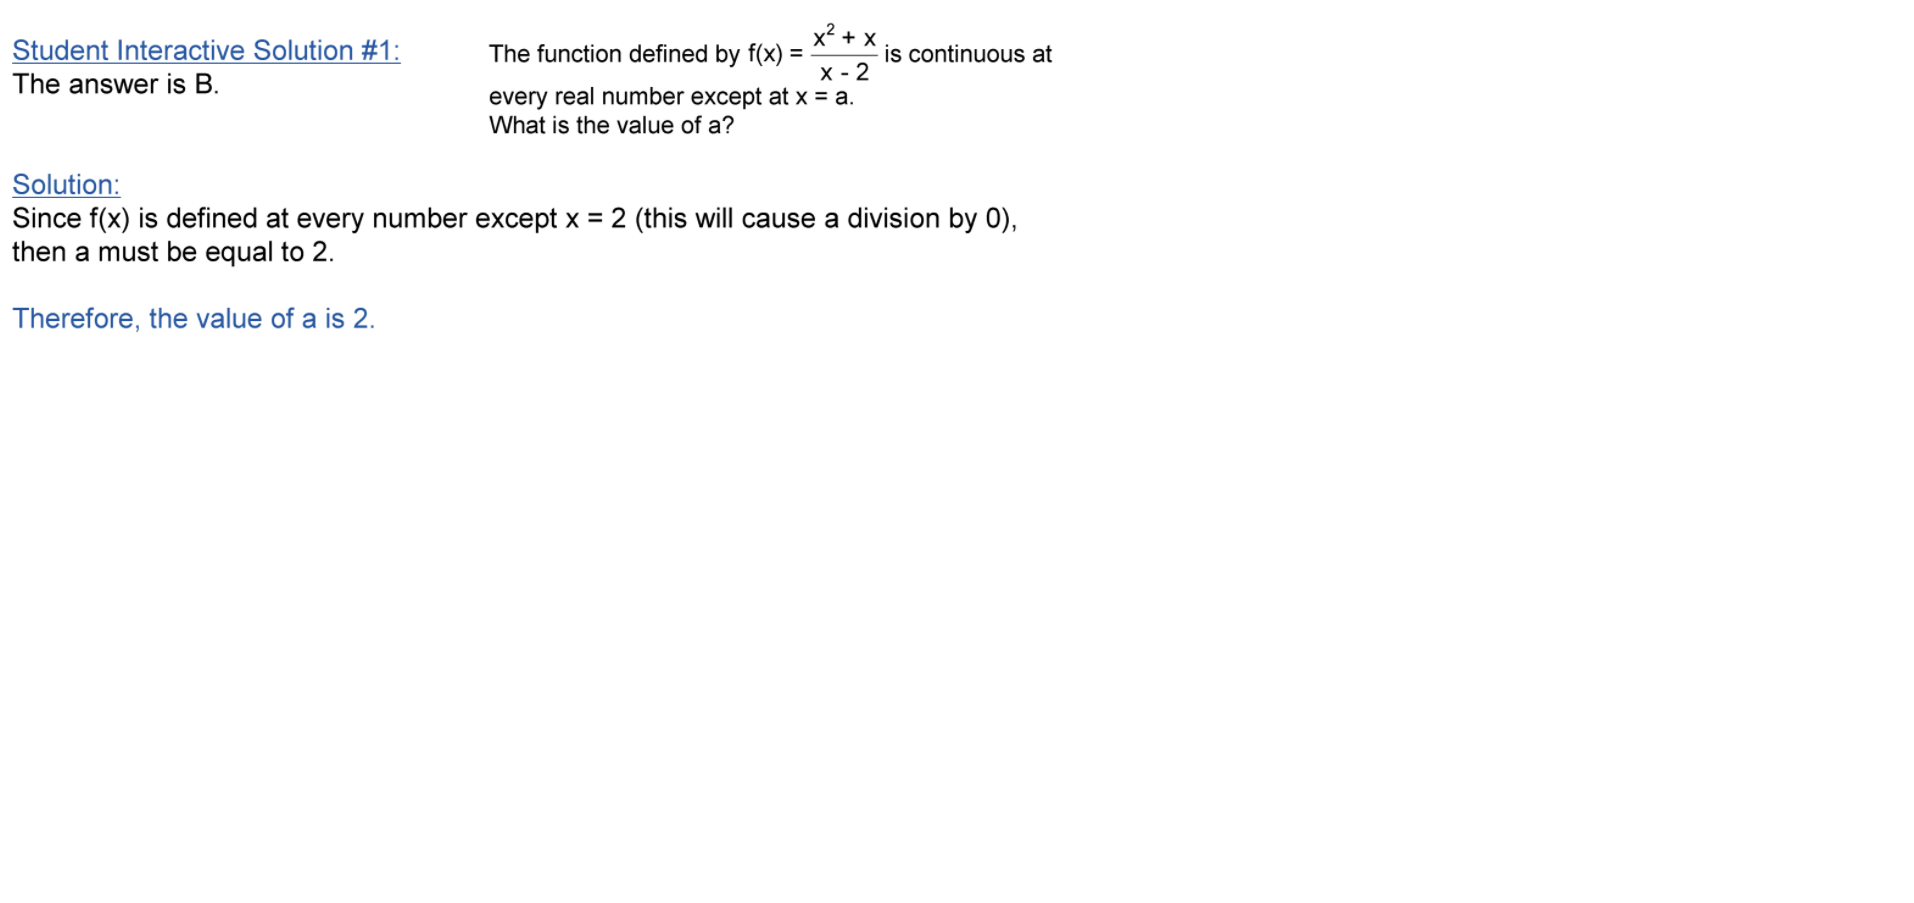 Student Interactive Solution #1:
The answer is B.
The function defined by f(x) = (x² + x)/(x - 2) is continuous at
every real number except at x = a.
What is the value of a?
Solution:
Since f(x) is defined at every number except x = 2 (this will cause a division by 0),
then a must be equal to 2.
Therefore, the value of a is 2.